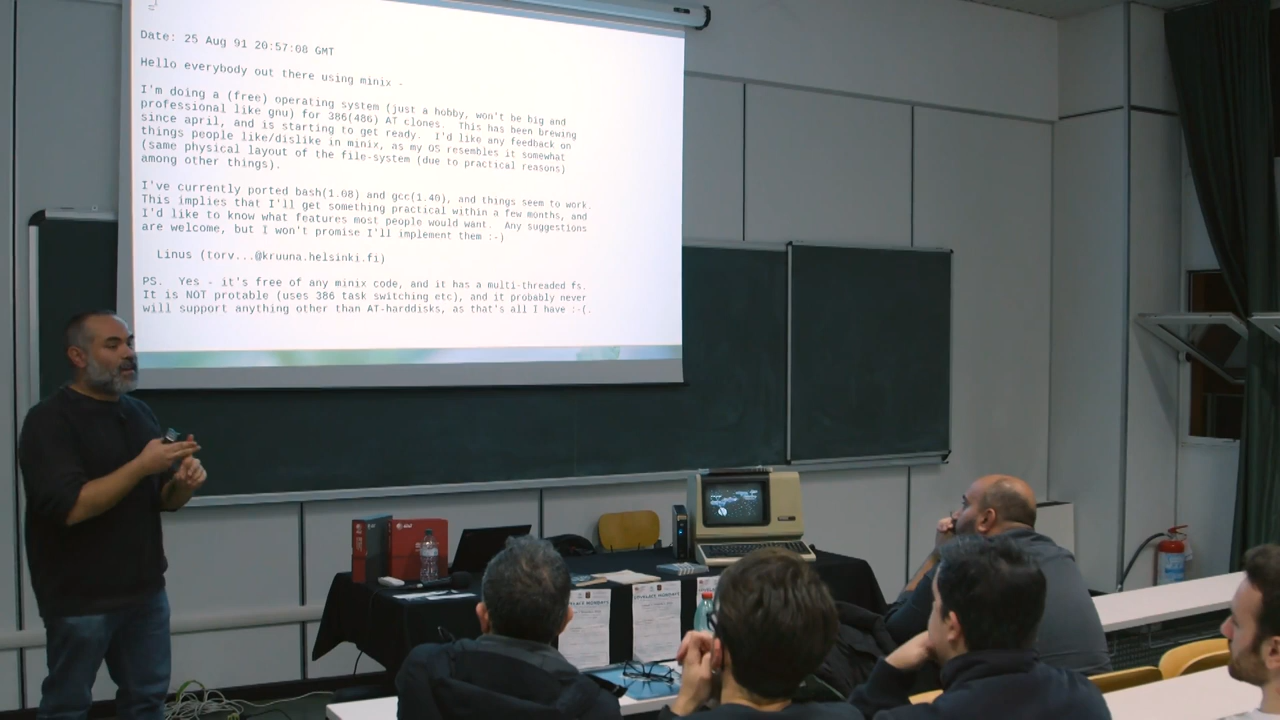 Date: 25 Aug 91 20:57:08 GMT
Hello everybody out there using minix -
I'm doing a (free) operating system (just a hobby, won't be big and
professional like gnu) for 386(486) AT clones.  This has been brewing
since april, and is starting to get ready.  I'd like any feedback on
things people like/dislike in minix, as my OS resembles it somewhat
(same physical layout of the file-system (due to practical reasons)
among other things).
I've currently ported bash(1.08) and gcc(1.40), and things seem to work.
This implies that I'll get something practical within a few months, and
I'd like to know what features most people would want.  Any suggestions
are welcome, but I won't promise I'll implement them :-)
Linus (torv...@kruuna.helsinki.fi)
PS.  Yes - it's free of any minix code, and it has a multi-threaded fs.
It is NOT protable (uses 386 task switching etc), and it probably never
will support anything other than AT-harddisks, as that's all I have :-(.